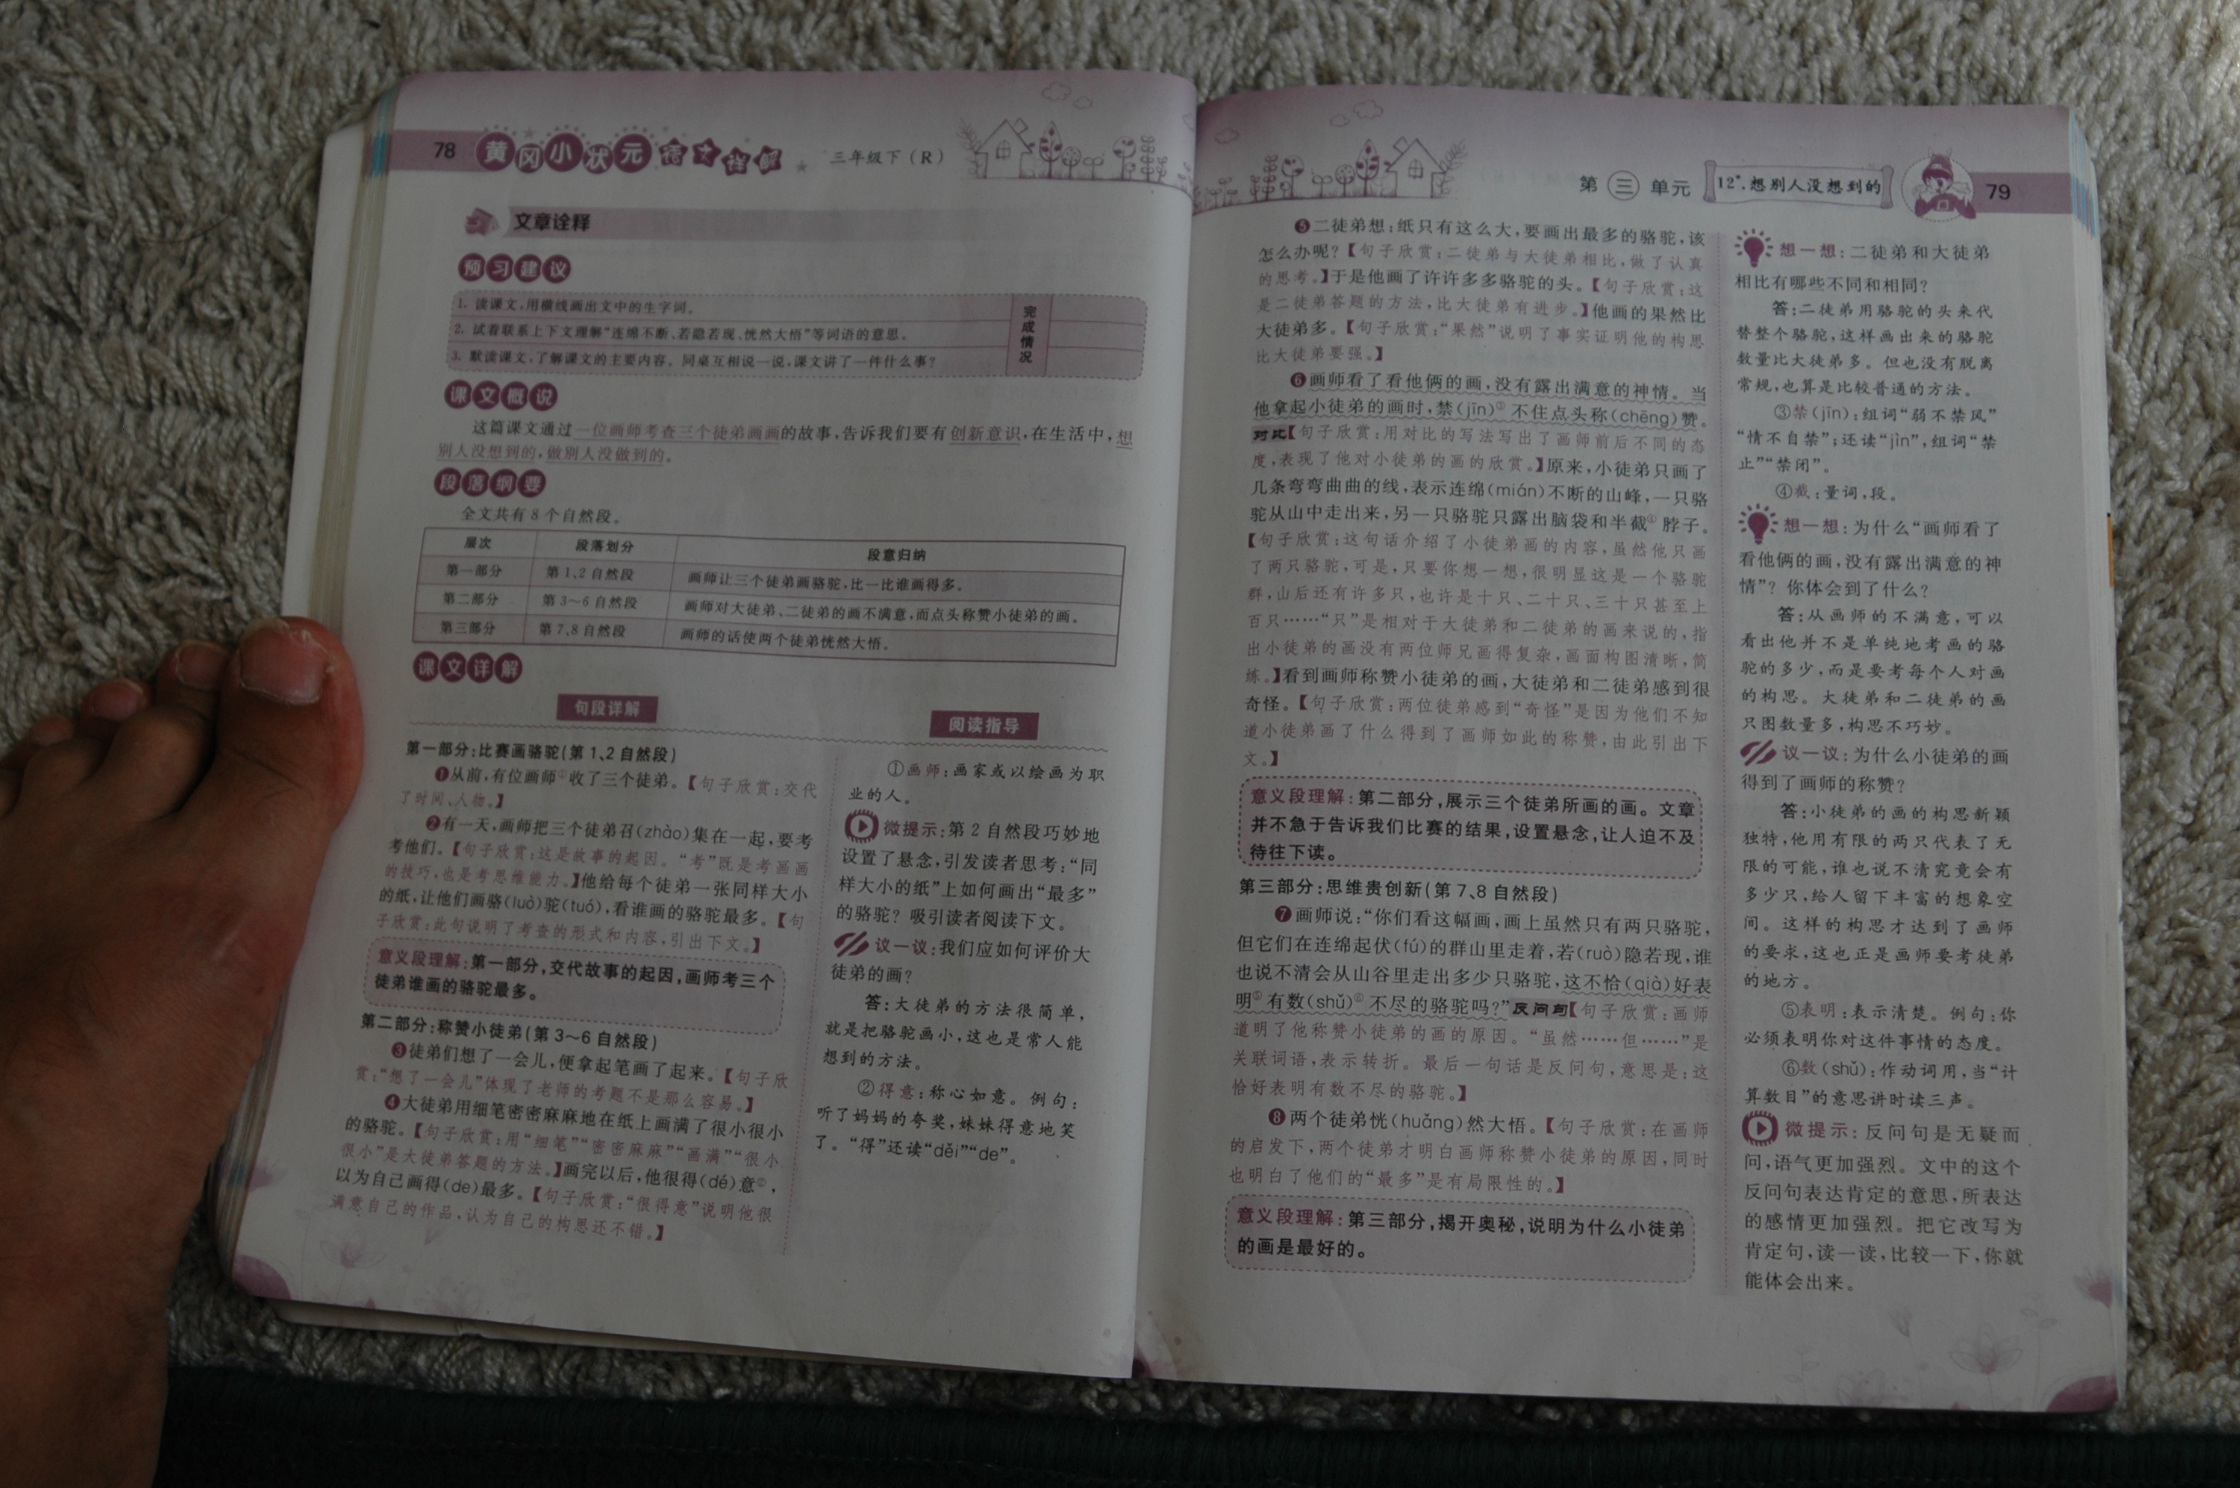 78 黄冈小状元 详解 三年级下(R)
文章诠释
预习建议
1. 读课文,用横线画出文中的生字词。
2. 试着联系上下文理解“连绵不断、若隐若现、恍然大悟”等词语的意思。
3. 默读课文,了解课文的主要内容。同桌互相说一说,课文讲了一件什么事?
完成情况
课文概说
这篇课文通过一位画师考查三个徒弟画画的故事,告诉我们要有创新意识,在生活中,想
别人没想到的,做别人没做到的。
段落纲要
全文共有8个自然段。
层次 段落划分 段意归纳
第一部分 第1、2自然段 画师让三个徒弟画骆驼,比一比谁画得多。
第二部分 第3~6自然段 画师对大徒弟、二徒弟的画不满意,而点头称赞小徒弟的画。
第三部分 第7、8自然段 画师的话使两个徒弟恍然大悟。
课文详解
句段详解
第一部分:比赛画骆驼(第1、2自然段)
❶从前,有位画师①收了三个徒弟。【句子欣赏:交代
了时间、人物。】
❷有一天,画师把三个徒弟召(zhào)集在一起,要考
考他们。【句子欣赏:这是故事的起因。“考”既是考画画
的技巧,也是考思维能力。】他给每个徒弟一张同样大小
的纸,让他们画骆(luò)驼(tuó),看谁画的骆驼最多。【句
子欣赏:此句说明了考查的形式和内容,引出下文。】
意义段理解:第一部分,交代故事的起因,画师考三个
徒弟谁画的骆驼最多。
第二部分:称赞小徒弟(第3~6自然段)
❸徒弟们想了一会儿,便拿起笔画了起来。【句子欣
赏:“想了一会儿”体现了老师的考题不是那么容易。】
❹大徒弟用细笔密密麻麻地在纸上画满了很小很小
的骆驼。【句子欣赏:用“细笔”“密密麻麻”“画满”“很小
很小”是大徒弟答题的方法。】画完以后,他很得(dé)意②,
以为自己画得(de)最多。【句子欣赏:“很得意”说明他很
满意自己的作品,认为自己的构思还不错。】
阅读指导
①画师:画家或以绘画为职
业的人。
微提示:第2自然段巧妙地
设置了悬念,引发读者思考:“同
样大小的纸”上如何画出“最多”
的骆驼?吸引读者阅读下文。
议一议:我们应如何评价大
徒弟的画?
答:大徒弟的方法很简单,
就是把骆驼画小,这也是常人能
想到的方法。
②得意:称心如意。例句:
听了妈妈的夸奖,妹妹得意地笑
了。“得”还读“děi”“de”。
第三单元 12*.想别人没想到的 79
❺二徒弟想:纸只有这么大,要画出最多的骆驼,该
怎么办呢?【句子欣赏:二徒弟与大徒弟相比,做了认真
的思考。】于是他画了许许多多骆驼的头。【句子欣赏:这
是二徒弟答题的方法,比大徒弟有进步。】他画的果然比
大徒弟多。【句子欣赏:“果然”说明了事实证明他的构思
比大徒弟要强。】
❻画师看了看他俩的画,没有露出满意的神情。当
他拿起小徒弟的画时,禁(jīn)③不住点头称(chēng)赞。
对比【句子欣赏:用对比的写法写出了画师前后不同的态
度,表现了他对小徒弟的画的欣赏。】原来,小徒弟只画了
几条弯弯曲曲的线,表示连绵(mián)不断的山峰,一只骆
驼从山中走出来,另一只骆驼只露出脑袋和半截④脖子。
【句子欣赏:这句话介绍了小徒弟画的内容,虽然他只画
了两只骆驼,可是,只要你想一想,很明显这是一个骆驼
群,山后还有许多只,也许是十只、二十只、三十只甚至上
百只……“只”是相对于大徒弟和二徒弟的画来说的,指
出小徒弟的画没有两位师兄画得复杂,画面构图清晰,简
练。】看到画师称赞小徒弟的画,大徒弟和二徒弟感到很
奇怪。【句子欣赏:两位徒弟感到“奇怪”是因为他们不知
道小徒弟画了什么得到了画师如此的称赞,由此引出下
文。】
意义段理解:第二部分,展示三个徒弟所画的画。文章
并不急于告诉我们比赛的结果,设置悬念,让人迫不及
待往下读。
第三部分:思维贵创新(第7、8自然段)
❼画师说:“你们看这幅画,画上虽然只有两只骆驼,
但它们在连绵起伏(fú)的群山里走着,若(ruò)隐若现,谁
也说不清会从山谷里走出多少只骆驼,这不恰(qià)好表
明⑤有数(shù)⑥不尽的骆驼吗?”反问句【句子欣赏:画师
道明了他称赞小徒弟的画的原因。“虽然……但……”是
关联词语,表示转折。最后一句话是反问句,意思是:这
恰好表明有数不尽的骆驼。】
❽两个徒弟恍(huǎng)然大悟。【句子欣赏:在画师
的启发下,两个徒弟才明白画师称赞小徒弟的原因,同时
也明白了他们的“最多”是有局限性的。】
意义段理解:第三部分,揭开奥秘,说明为什么小徒弟
的画是最好的。
想一想:二徒弟和大徒弟
相比有哪些不同和相同?
答:二徒弟用骆驼的头来代
替整个骆驼,这样画出来的骆驼
数量比大徒弟多。但也没有脱离
常规,也算是比较普通的方法。
③禁(jīn):组词“弱不禁风”
“情不自禁”;还读“jìn”,组词“禁
止”“禁闭”。
④截:量词,段。
想一想:为什么“画师看了
看他俩的画,没有露出满意的神
情”?你体会到了什么?
答:从画师的不满意,可以
看出他并不是单纯地考画的骆
驼的多少,而是要考每个人对画
的构思。大徒弟和二徒弟的画
只图数量多,构思不巧妙。
议一议:为什么小徒弟的画
得到了画师的称赞?
答:小徒弟的画的构思新颖
独特,他用有限的两只代表了无
限的可能,谁也说不清究竟会有
多少只,给人留下丰富的想象空
间。这样的构思才达到了画师
的要求,这也正是画师要考徒弟
的地方。
⑤表明:表示清楚。例句:你
必须表明你对这件事情的态度。
⑥数(shǔ):作动词用,当“计
算数目”的意思讲时读三声。
微提示:反问句是无疑而
问,语气更加强烈。文中的这个
反问句表达肯定的意思,所表达
的感情更加强烈。把它改写为
肯定句,读一读,比较一下,你就
能体会出来。